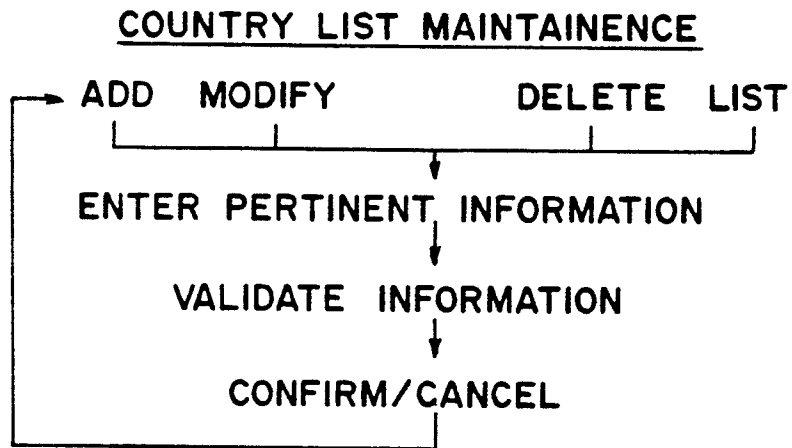 COUNTRY LIST MAINTAINENCE
ADD MODIFY DELETE LIST
ENTER PERTINENT INFORMATION
VALIDATE INFORMATION
CONFIRM/CANCEL